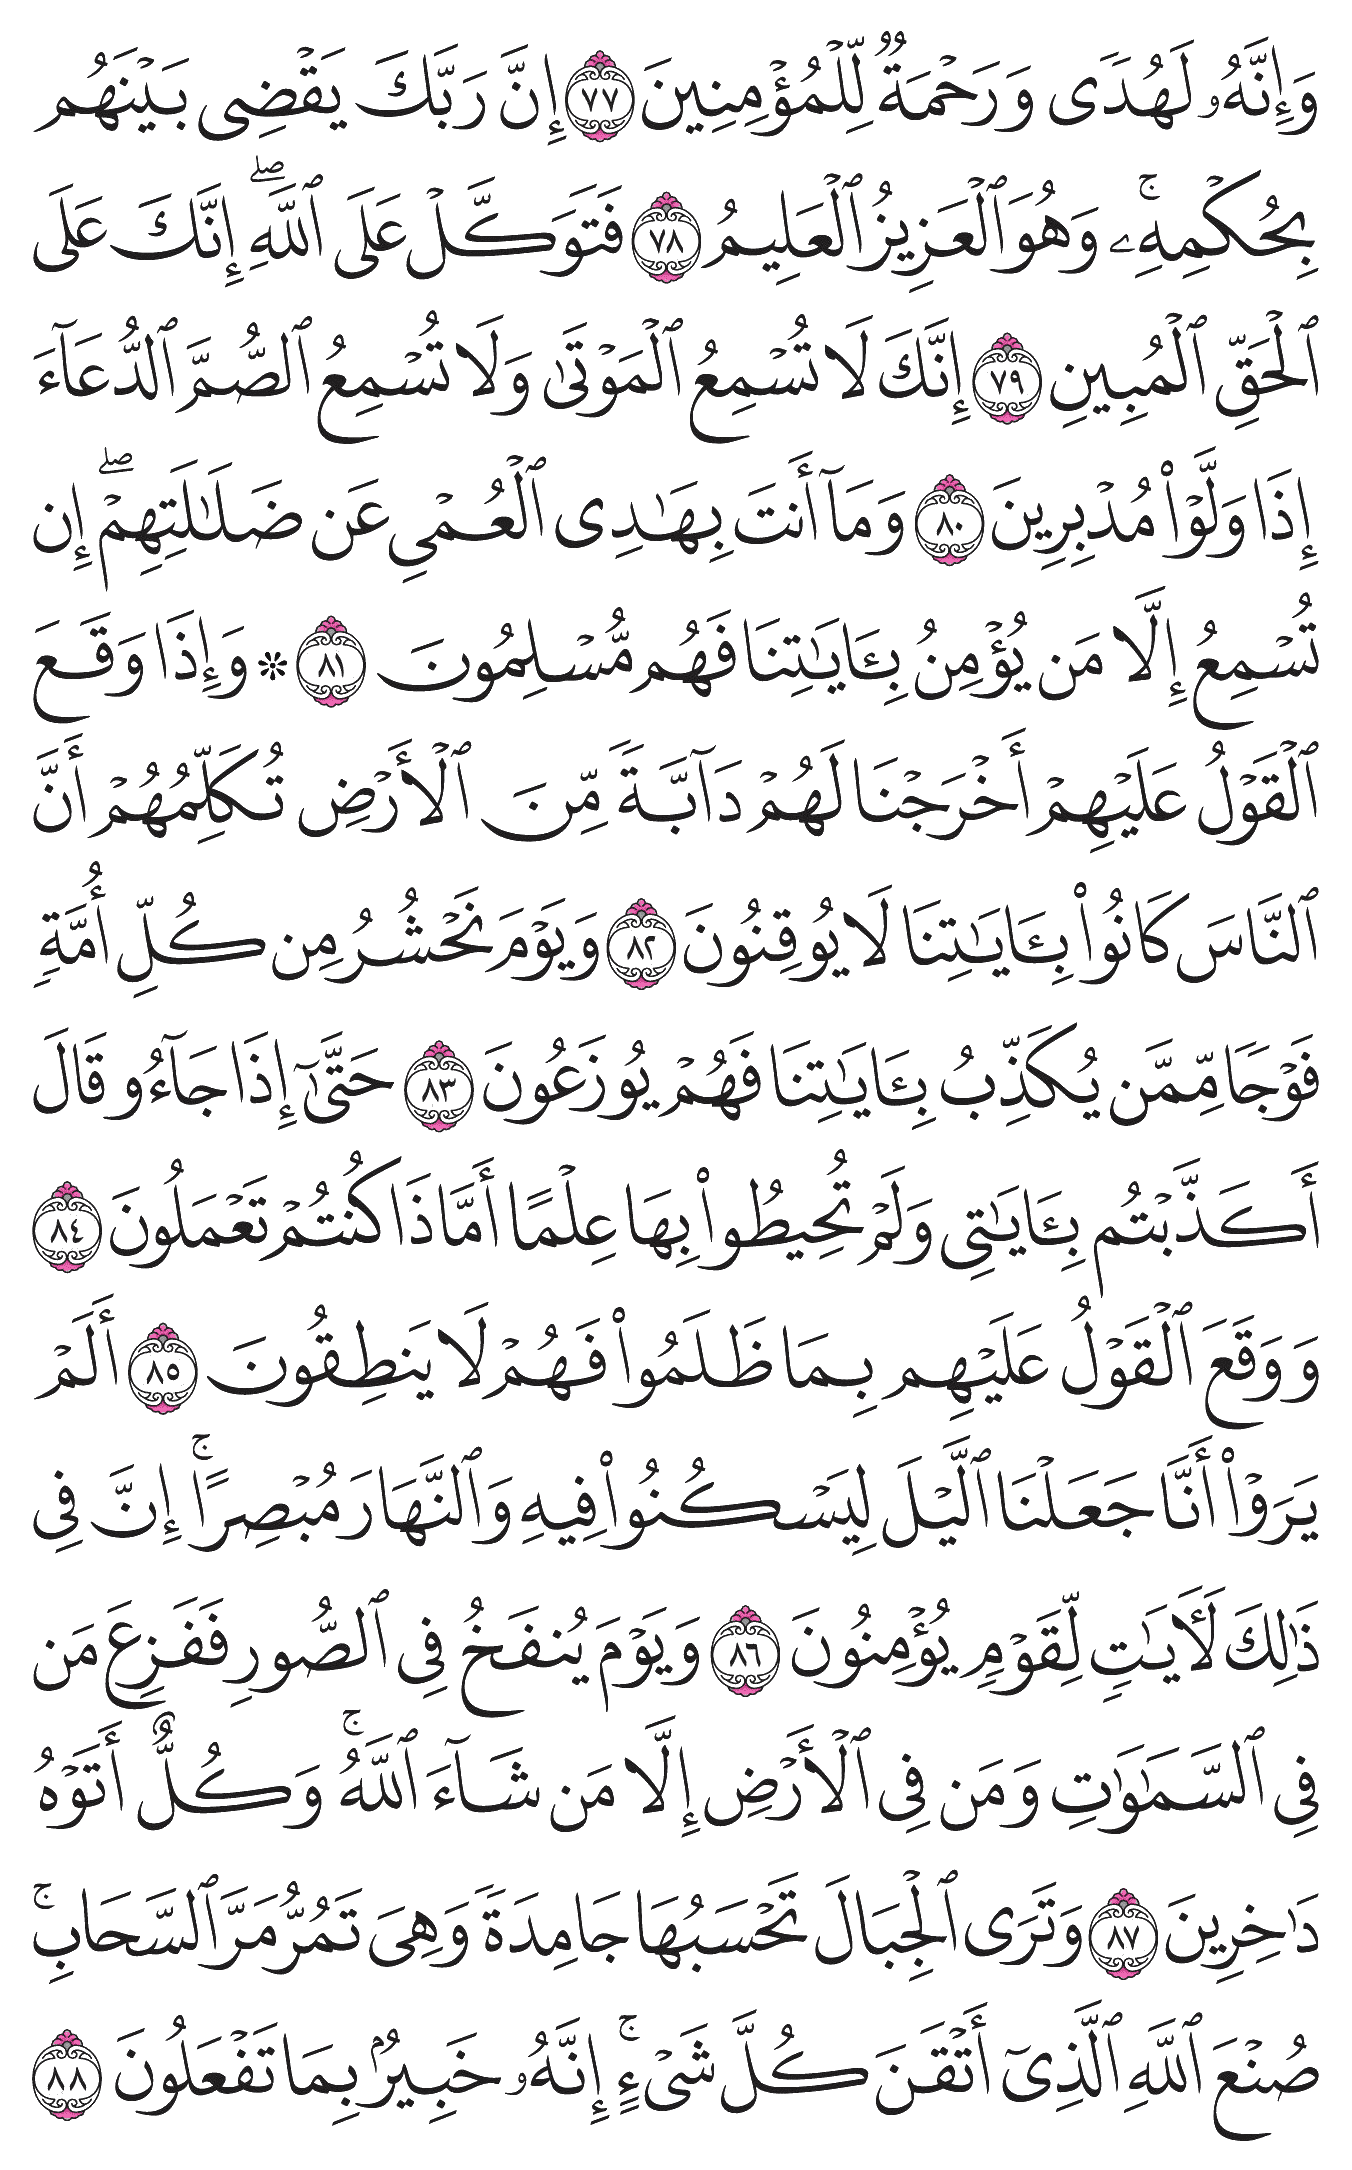 وَإِنَّهُۥ لَهُدٗى وَرَحۡمَةٞ لِّلۡمُؤۡمِنِينَ ٧٧ إِنَّ رَبَّكَ يَقۡضِي بَيۡنَهُم
بِحُكۡمِهِۦۚ وَهُوَ ٱلۡعَزِيزُ ٱلۡعَلِيمُ ٧٨ فَتَوَكَّلۡ عَلَى ٱللَّهِۖ إِنَّكَ عَلَى
ٱلۡحَقِّ ٱلۡمُبِينِ ٧٩ إِنَّكَ لَا تُسۡمِعُ ٱلۡمَوۡتَىٰ وَلَا تُسۡمِعُ ٱلصُّمَّ ٱلدُّعَآءَ
إِذَا وَلَّوۡاْ مُدۡبِرِينَ ٨٠ وَمَآ أَنتَ بِهَٰدِي ٱلۡعُمۡيِ عَن ضَلَٰلَتِهِمۡۖ إِن
تُسۡمِعُ إِلَّا مَن يُؤۡمِنُ بِـَٔايَٰتِنَا فَهُم مُّسۡلِمُونَ ٨١ ۞ وَإِذَا وَقَعَ
ٱلۡقَوۡلُ عَلَيۡهِمۡ أَخۡرَجۡنَا لَهُمۡ دَآبَّةٗ مِّنَ ٱلۡأَرۡضِ تُكَلِّمُهُمۡ أَنَّ
ٱلنَّاسَ كَانُواْ بِـَٔايَٰتِنَا لَا يُوقِنُونَ ٨٢ وَيَوۡمَ نَحۡشُرُ مِن كُلِّ أُمَّةٖ
فَوۡجٗا مِّمَّن يُكَذِّبُ بِـَٔايَٰتِنَا فَهُمۡ يُوزَعُونَ ٨٣ حَتَّىٰٓ إِذَا جَآءُو قَالَ
أَكَذَّبۡتُم بِـَٔايَٰتِي وَلَمۡ تُحِيطُواْ بِهَا عِلۡمًا أَمَّاذَا كُنتُمۡ تَعۡمَلُونَ ٨٤
وَوَقَعَ ٱلۡقَوۡلُ عَلَيۡهِم بِمَا ظَلَمُواْ فَهُمۡ لَا يَنطِقُونَ ٨٥ أَلَمۡ
يَرَوۡاْ أَنَّا جَعَلۡنَا ٱلَّيۡلَ لِيَسۡكُنُواْ فِيهِ وَٱلنَّهَارَ مُبۡصِرًاۚ إِنَّ فِي
ذَٰلِكَ لَأٓيَٰتٖ لِّقَوۡمٖ يُؤۡمِنُونَ ٨٦ وَيَوۡمَ يُنفَخُ فِي ٱلصُّورِ فَفَزِعَ مَن
فِي ٱلسَّمَٰوَٰتِ وَمَن فِي ٱلۡأَرۡضِ إِلَّا مَن شَآءَ ٱللَّهُۚ وَكُلٌّ أَتَوۡهُ
دَٰخِرِينَ ٨٧ وَتَرَى ٱلۡجِبَالَ تَحۡسَبُهَا جَامِدَةٗ وَهِيَ تَمُرُّ مَرَّ ٱلسَّحَابِۚ
صُنۡعَ ٱللَّهِ ٱلَّذِيٓ أَتۡقَنَ كُلَّ شَيۡءٍۚ إِنَّهُۥ خَبِيرُۢ بِمَا تَفۡعَلُونَ ٨٨